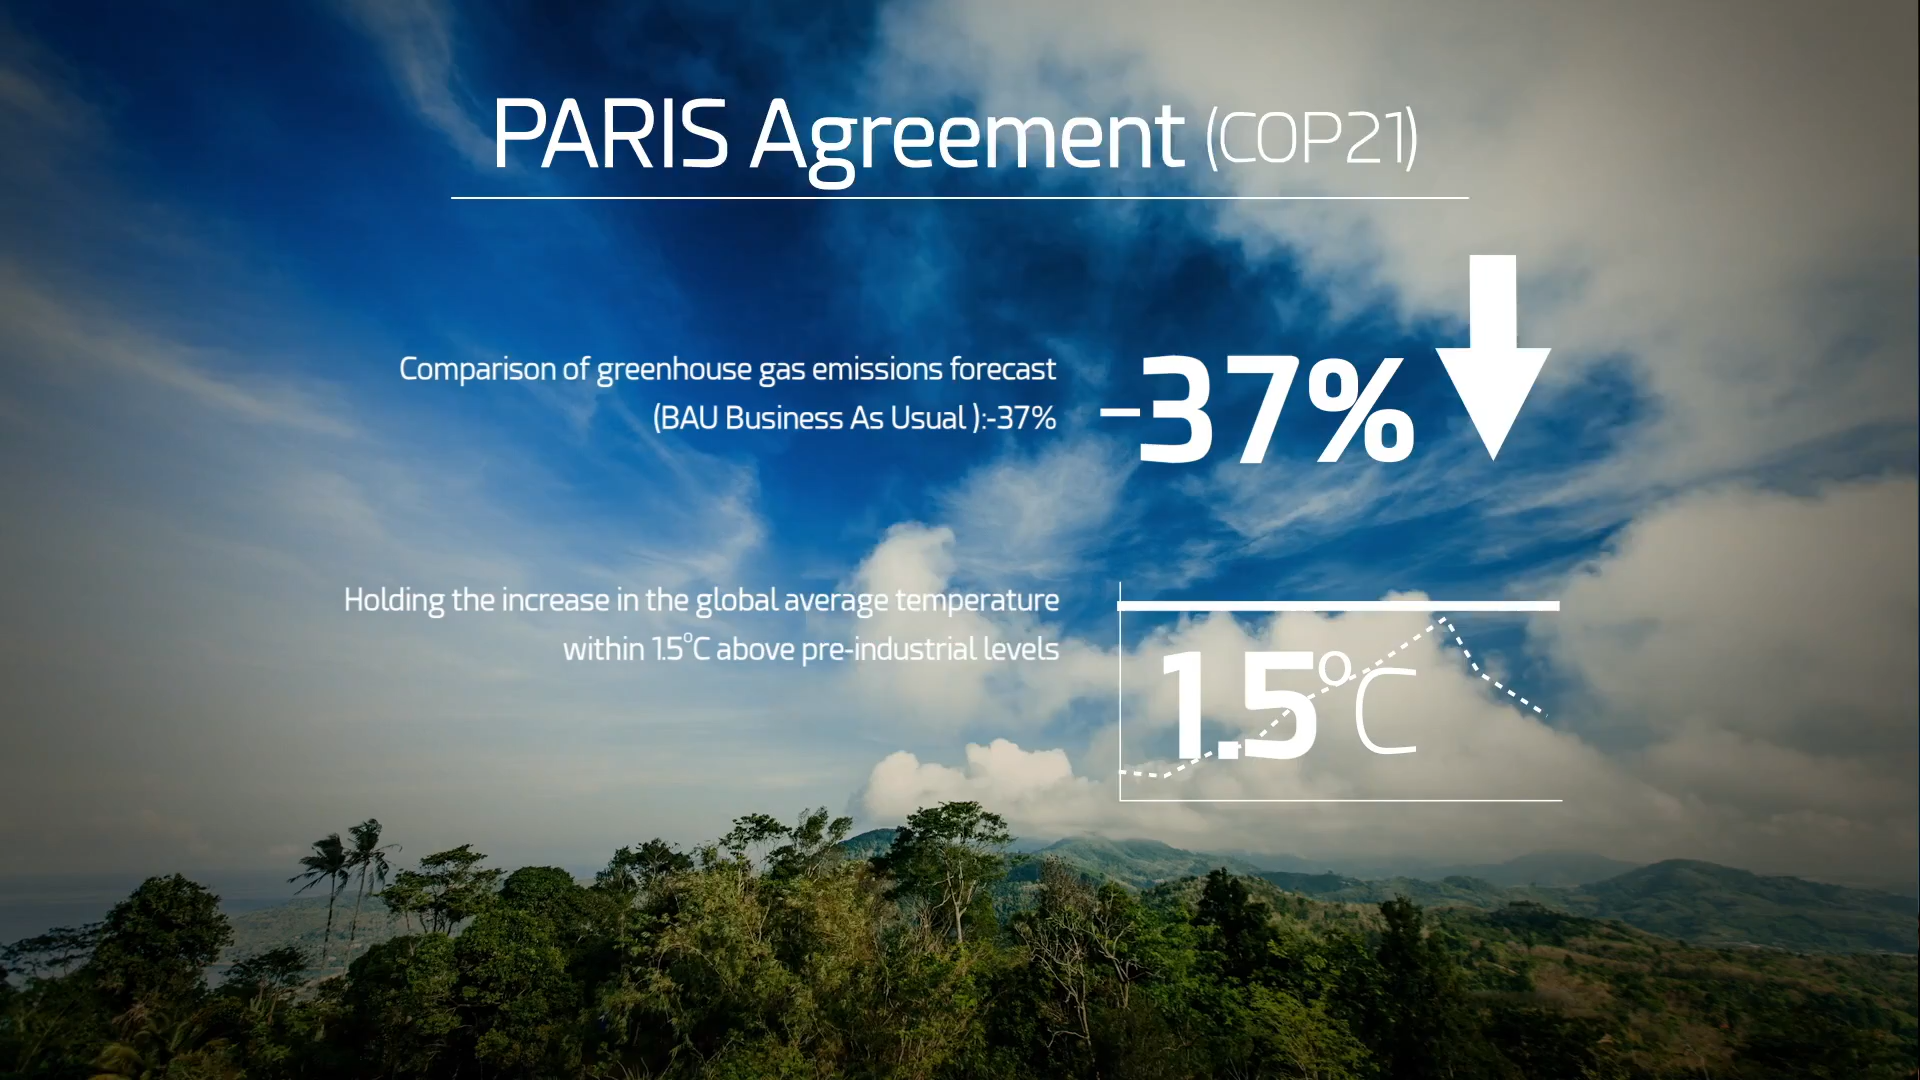 PARIS Agreement (COP21)
Comparison of greenhouse gas emissions forecast
(BAU Business As Usual ):-37%
-37%
Holding the increase in the global average temperature
within 1.5°C above pre-industrial levels
1.5°C